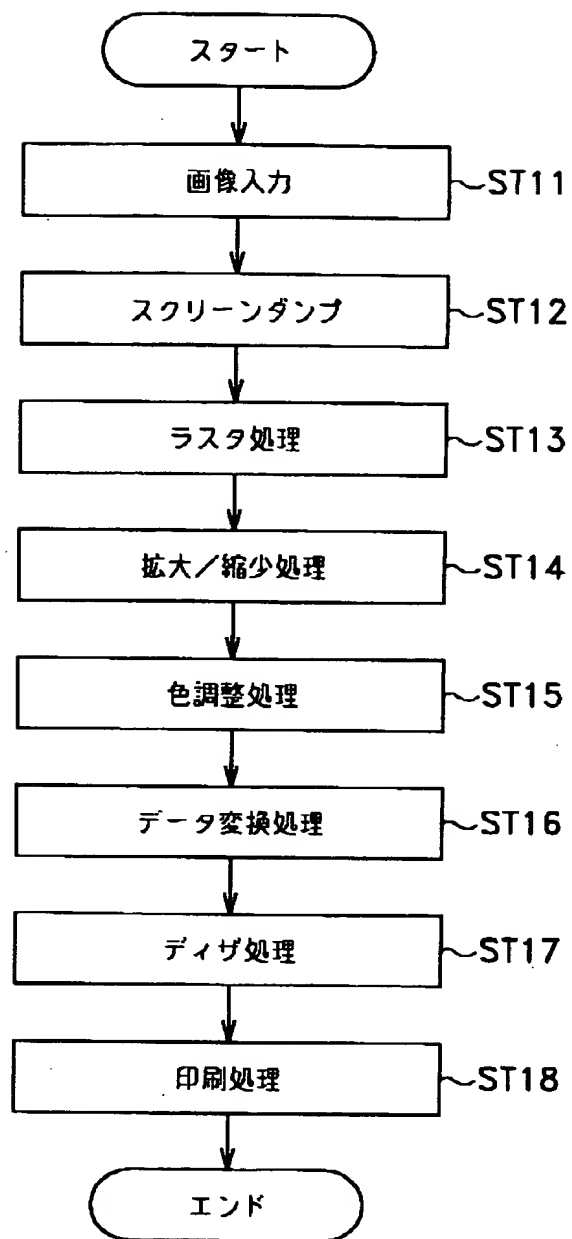 スタート
画像入力 ST11
スクリーンダンプ ST12
ラスタ処理 ST13
拡大／縮少処理 ST14
色調整処理 ST15
データ変換処理 ST16
ディザ処理 ST17
印刷処理 ST18
エンド